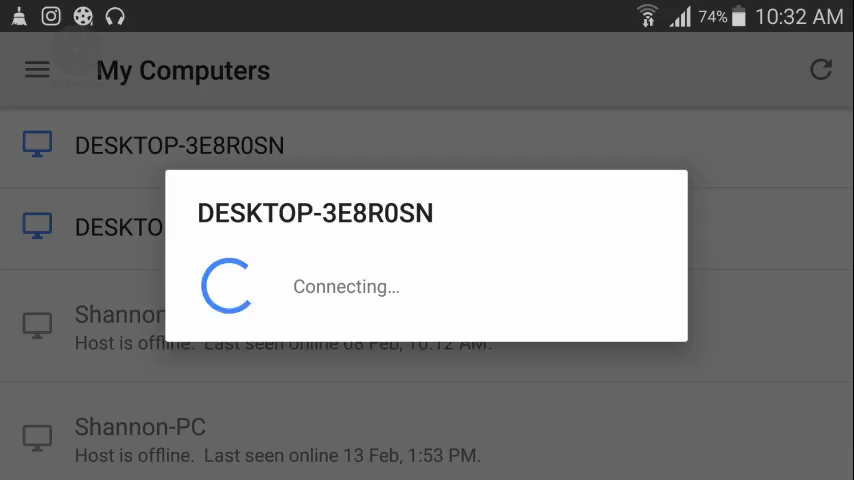 74% 10:32 AM
My Computers
DESKTOP-3E8R0SN
DESKTO
DESKTOP-3E8R0SN
Connecting...
Shannon
Host is offline. Last seen online 08 Feb, 10:12 AM.
Shannon-PC
Host is offline. Last seen online 13 Feb, 1:53 PM.